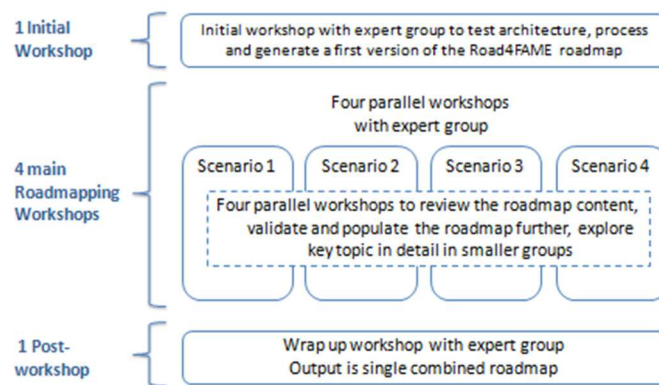 1 Initial
Workshop
Initial workshop with expert group to test architecture, process
and generate a first version of the Road4FAME roadmap
4 main
Roadmapping
Workshops
Four parallel workshops
with expert group
Scenario 1
Scenario 2
Scenario 3
Scenario 4
Four parallel workshops to review the roadmap content,
validate and populate the roadmap further, explore
key topic in detail in smaller groups
1 Post-
workshop
Wrap up workshop with expert group
Output is single combined roadmap